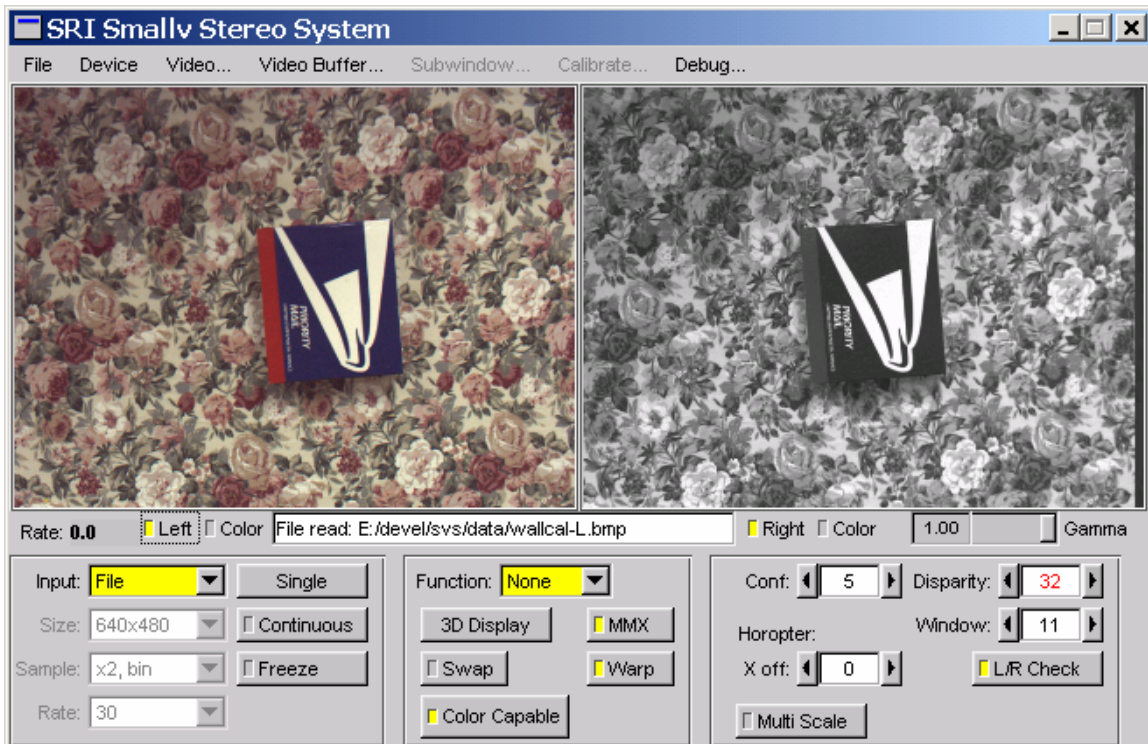 SRI Smallv Stereo System
File Device Video... Video Buffer... Subwindow... Calibrate... Debug...
PRIORITY
MAIL
PRIORITY
MAIL
Rate: 0.0 Left Color File read: E:/devel/svs/data/wallcal-L.bmp Right Color 1.00 Gamma
Input: File Single Function: None Conf: 5 Disparity: 32
Size: 640x480 Continuous 3D Display MMX Horopter: Window: 11
Sample: x2, bin Freeze Swap Warp X off: 0 L/R Check
Rate: 30 Color Capable Multi Scale